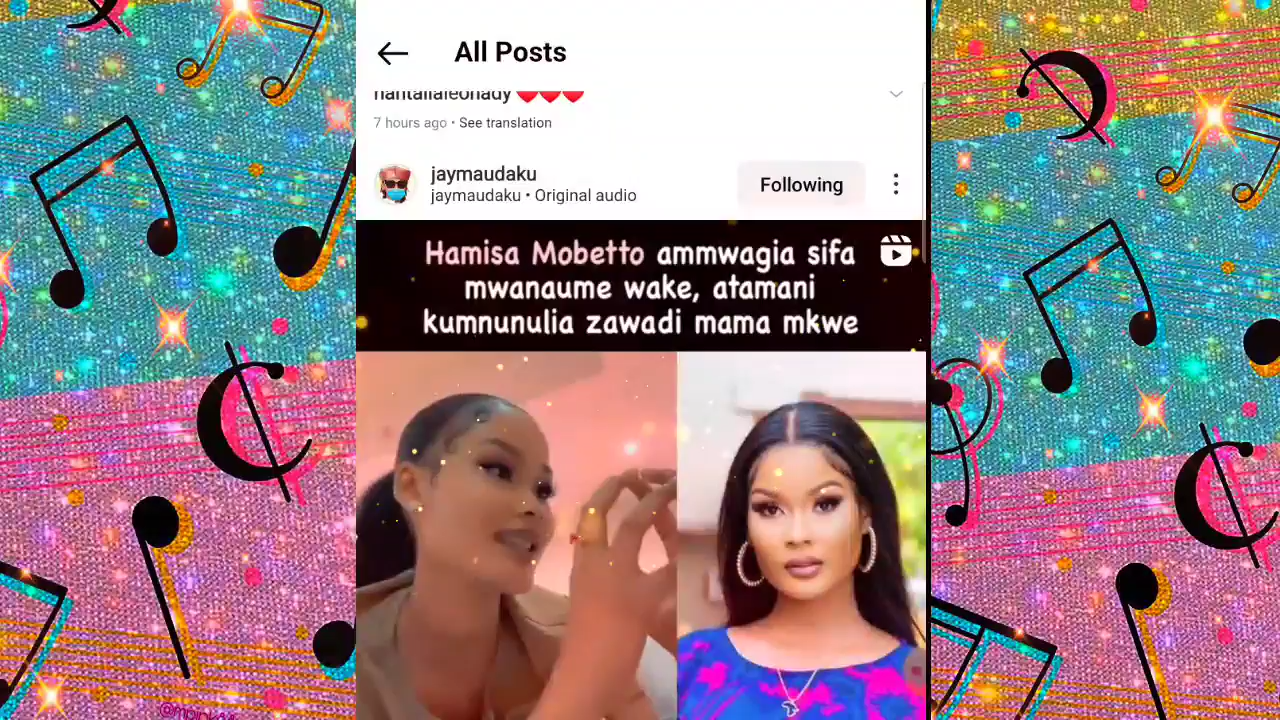 All Posts
nantalialeonady ❤️❤️❤️
7 hours ago • See translation
jaymaudaku
jaymaudaku • Original audio
Following
Hamisa Mobetto ammwagia sifa
mwanaume wake, atamani
kumnunulia zawadi mama mkwe